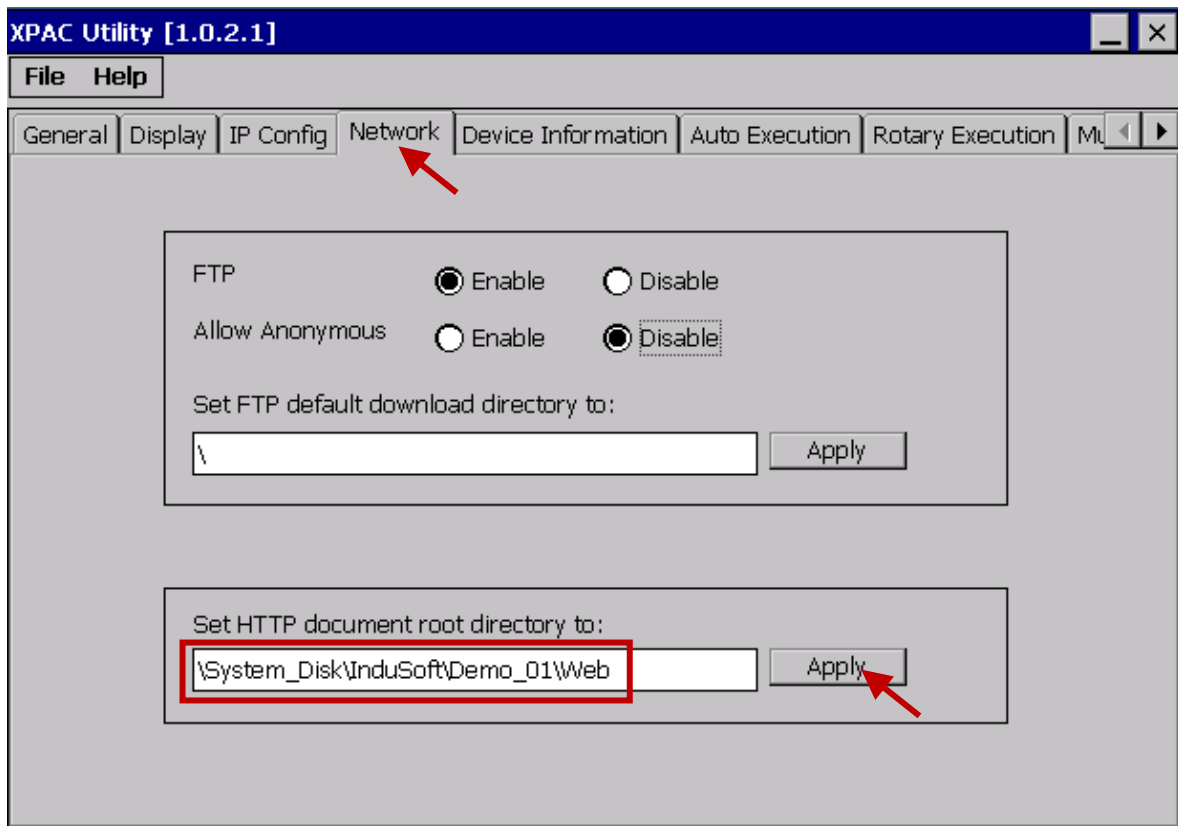 XPAC Utility [1.0.2.1]
File Help
General Display IP Config Network Device Information Auto Execution Rotary Execution
FTP Enable Disable
Allow Anonymous Enable Disable
Set FTP default download directory to:
\ Apply
Set HTTP document root directory to:
\System_Disk\InduSoft\Demo_01\Web Apply